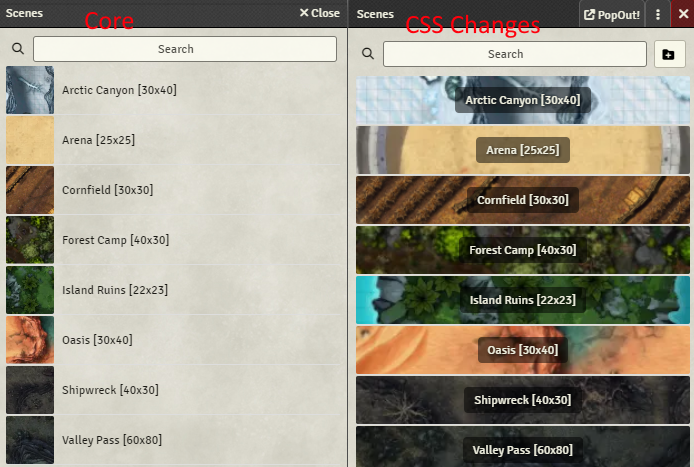 Scenes
Core
Close
Search
Arctic Canyon [30x40]
Arena [25x25]
Cornfield [30x30]
Forest Camp [40x30]
Island Ruins [22x23]
Oasis [30x40]
Shipwreck [40x30]
Valley Pass [60x80]
Scenes
CSS Changes
PopOut!
Search
Arctic Canyon [30x40]
Arena [25x25]
Cornfield [30x30]
Forest Camp [40x30]
Island Ruins [22x23]
Oasis [30x40]
Shipwreck [40x30]
Valley Pass [60x80]